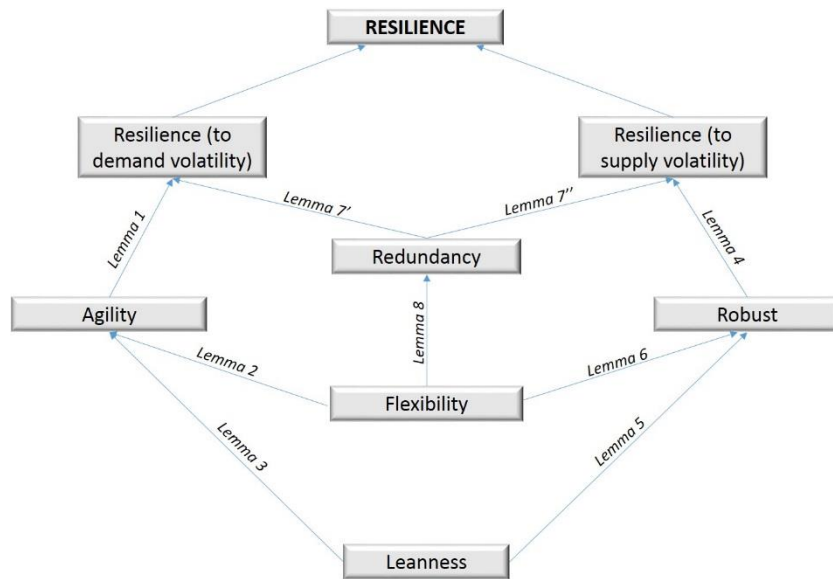 RESILIENCE
Resilience (to
demand volatility)
Resilience (to
supply volatility)
Lemma 1
Lemma 7'
Lemma 7''
Lemma 4
Redundancy
Agility
Lemma 8
Robust
Lemma 2
Lemma 6
Flexibility
Lemma 3
Lemma 5
Leanness